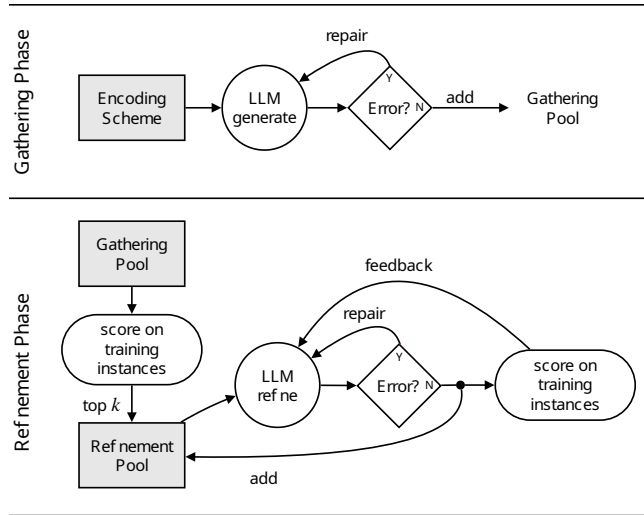 Gathering Phase
repair
Encoding
Scheme
LLM
generate
Y
Error?
N
add
Gathering
Pool
Refinement Phase
Gathering
Pool
score on
training
instances
top k
Refinement
Pool
feedback
repair
LLM
refine
Y
Error?
N
score on
training
instances
add